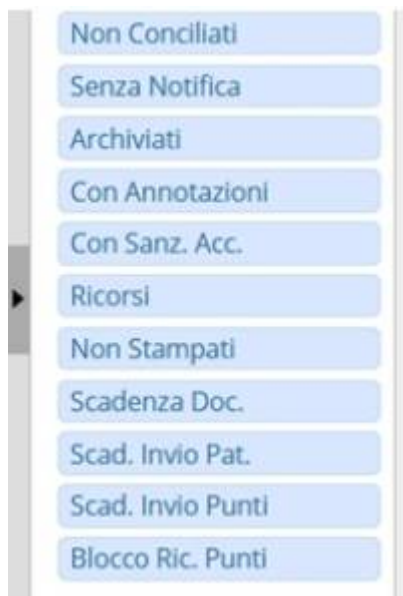 Non Conciliati
Senza Notifica
Archiviati
Con Annotazioni
Con Sanz. Acc.
Ricorsi
Non Stampati
Scadenza Doc.
Scad. Invio Pat.
Scad. Invio Punti
Blocco Ric. Punti